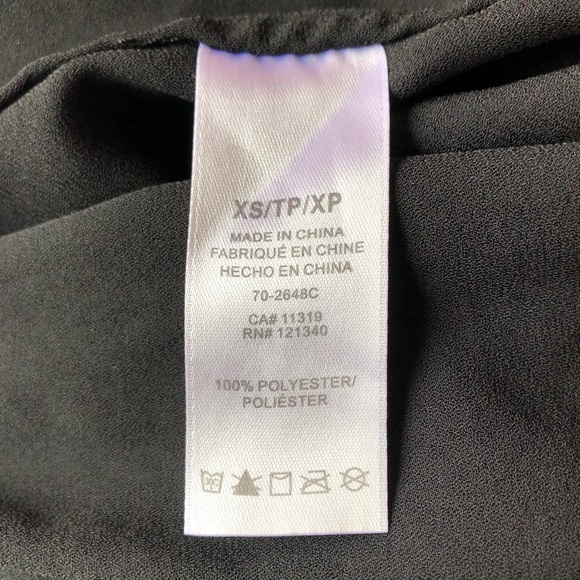 XS/TP/XP
MADE IN CHINA
FABRIQUÉ EN CHINE
HECHO EN CHINA
70-2648C
CA# 11319
RN# 121340
100% POLYESTER/
POLIÉSTER